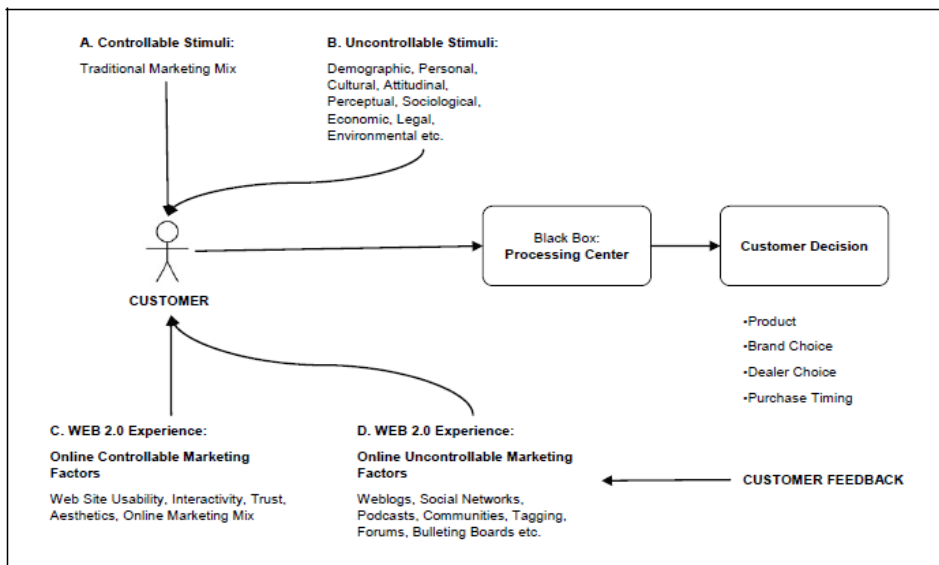 A. Controllable Stimuli:
Traditional Marketing Mix
B. Uncontrollable Stimuli:
Demographic, Personal,
Cultural, Attitudinal,
Perceptual, Sociological,
Economic, Legal,
Environmental etc.
CUSTOMER
Black Box:
Processing Center
Customer Decision
•Product
•Brand Choice
•Dealer Choice
•Purchase Timing
C. WEB 2.0 Experience:
Online Controllable Marketing
Factors
Web Site Usability, Interactivity, Trust,
Aesthetics, Online Marketing Mix
D. WEB 2.0 Experience:
Online Uncontrollable Marketing
Factors
Weblogs, Social Networks,
Podcasts, Communities, Tagging,
Forums, Bulleting Boards etc.
CUSTOMER FEEDBACK